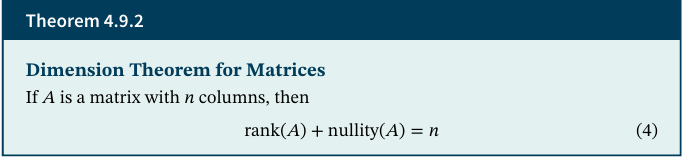 Theorem 4.9.2
Dimension Theorem for Matrices
If A is a matrix with n columns, then
rank(A) + nullity(A) = n (4)